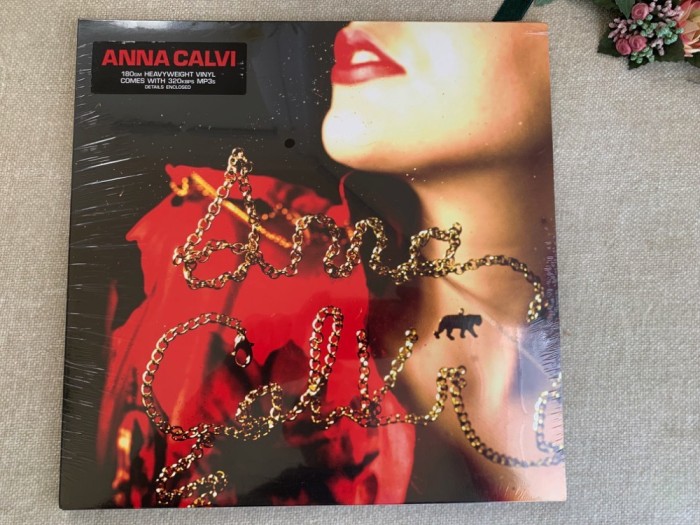 ANNA CALVI
180GM HEAVYWEIGHT VINYL
COMES WITH 320KBPS MP3s
DETAILS ENCLOSED
Anna
Calvi